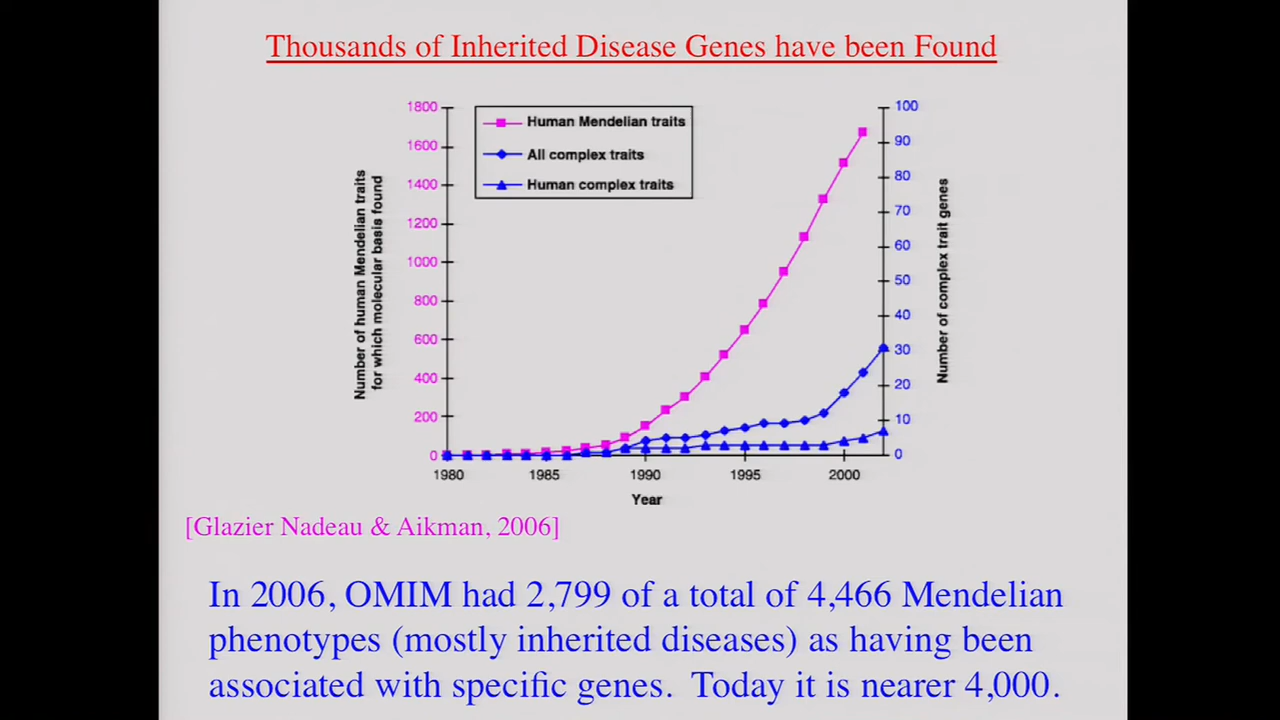 Thousands of Inherited Disease Genes have been Found
Number of human Mendelian traits
for which molecular basis found
1800
1600
1400
1200
1000
800
600
400
200
0
Human Mendelian traits
All complex traits
Human complex traits
100
90
80
70
60
50
40
30
20
10
0
Number of complex trait genes
1980
1985
1990
1995
2000
Year
[Glazier Nadeau & Aikman, 2006]
In 2006, OMIM had 2,799 of a total of 4,466 Mendelian
phenotypes (mostly inherited diseases) as having been
associated with specific genes. Today it is nearer 4,000.